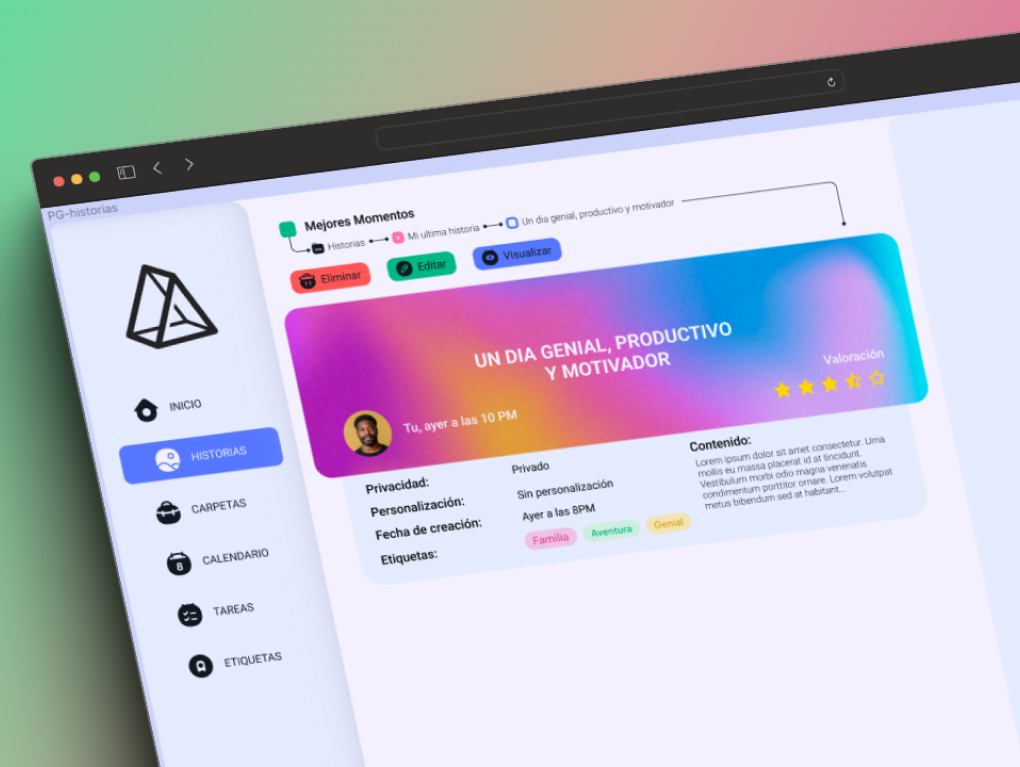 PG-historias
INICIO
HISTORIAS
CARPETAS
8
CALENDARIO
TAREAS
ETIQUETAS
Mejores Momentos
Historias
Mi ultima historia
Un dia genial, productivo y motivador
Eliminar
Editar
Visualizar
UN DIA GENIAL, PRODUCTIVO
Y MOTIVADOR
Tu, ayer a las 10 PM
Valoración
Privacidad:
Privado
Personalización:
Sin personalización
Fecha de creación:
Ayer a las 8PM
Etiquetas:
Familia
Aventura
Genial
Contenido:
Lorem ipsum dolor sit amet consectetur. Urna
mollis eu massa placerat id at tincidunt.
Vestibulum morbi odio magna venenatis
condimentum porttitor ornare. Lorem volutpat
metus bibendum sed at habitant...